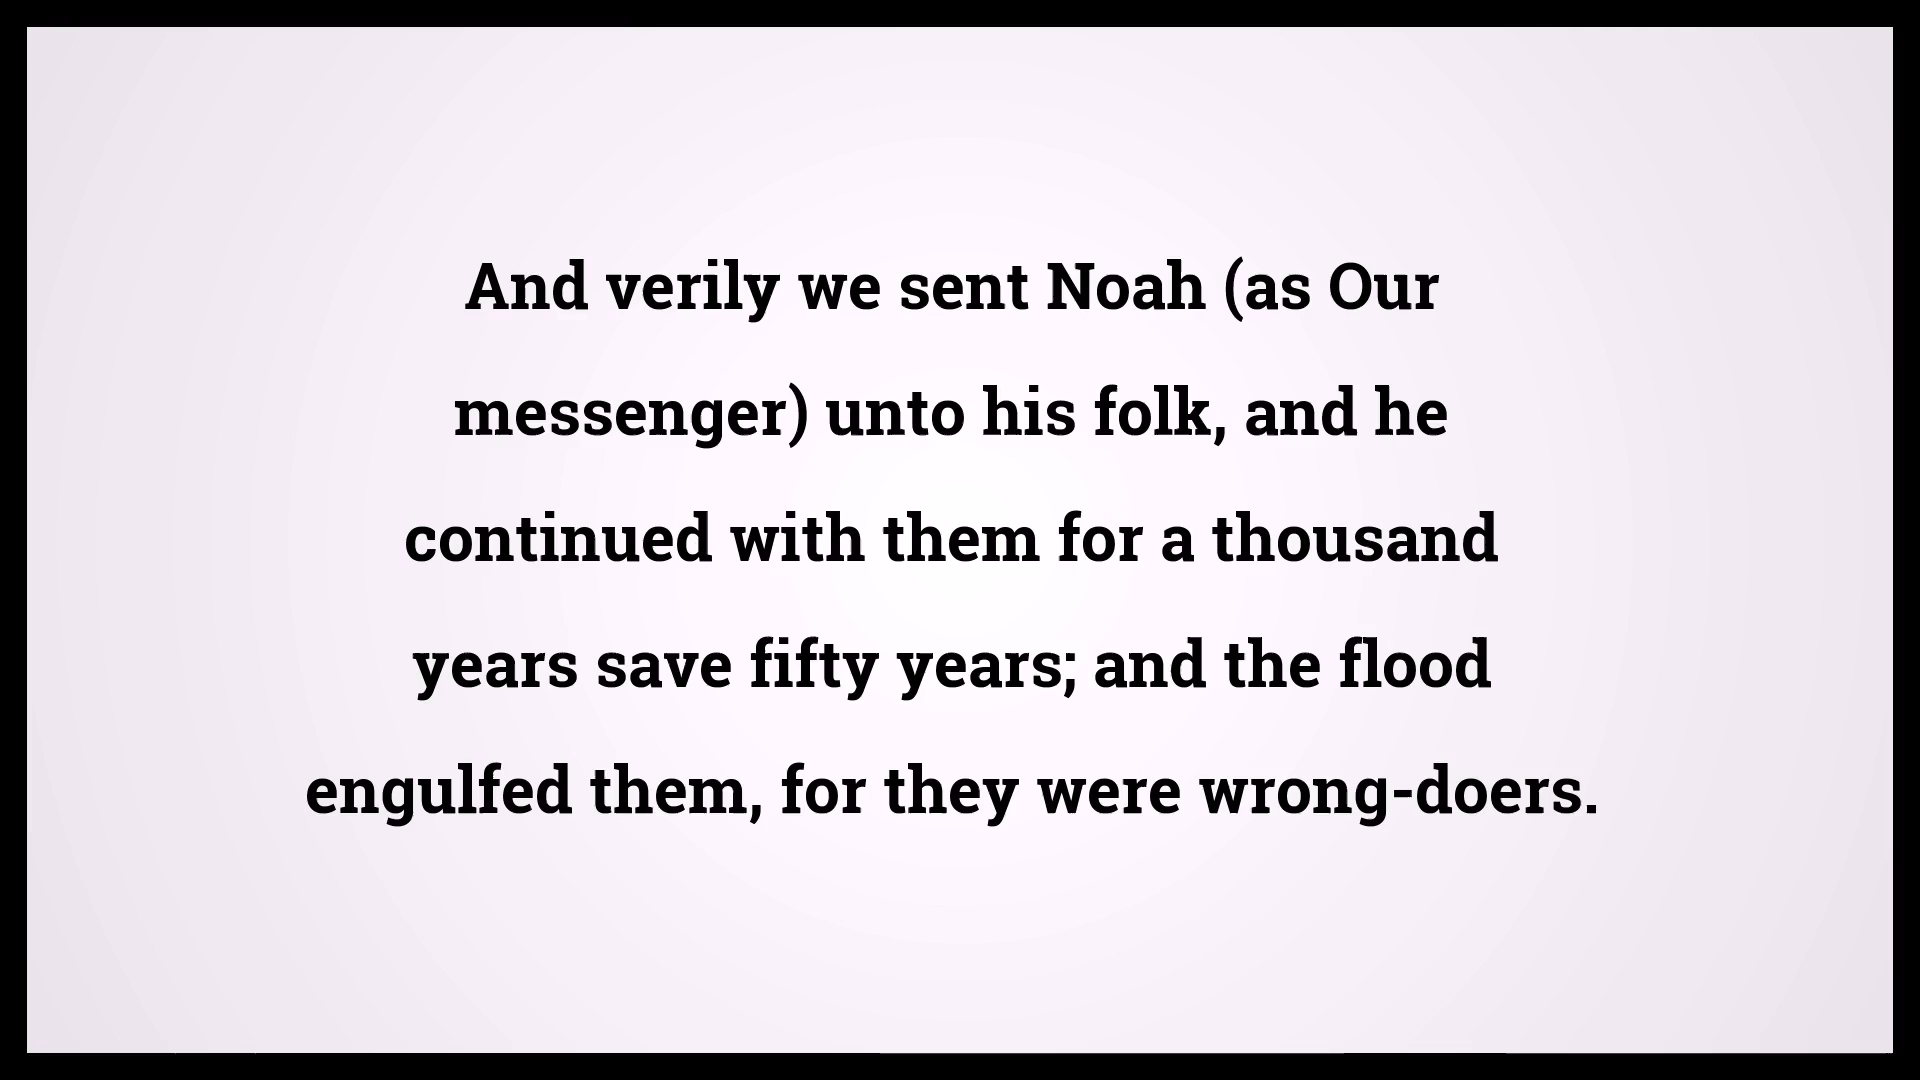 And verily we sent Noah (as Our
messenger) unto his folk, and he
continued with them for a thousand
years save fifty years; and the flood
engulfed them, for they were wrong-doers.